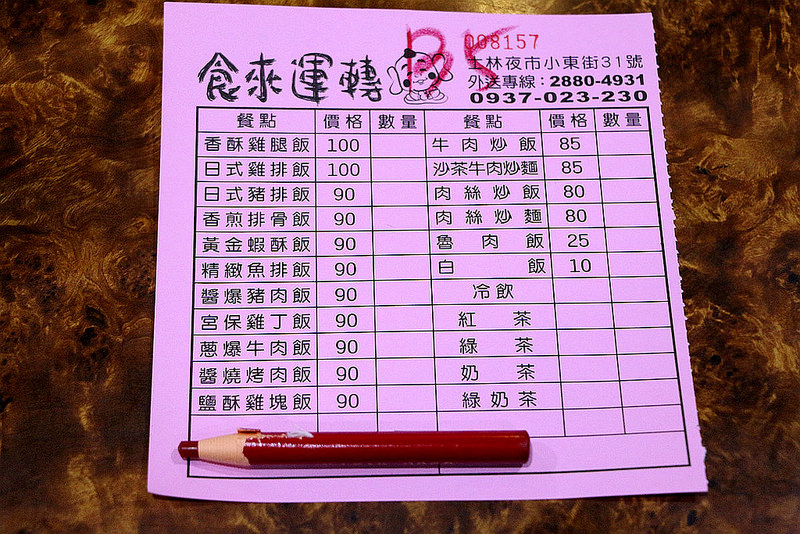 食來運轉
B5
008157
士林夜市小東街31號
外送專線：2880-4931
0937-023-230
餐點 價格 數量 餐點 價格 數量
香酥雞腿飯 100 牛肉炒飯 85
日式雞排飯 100 沙茶牛肉炒麵 85
日式豬排飯 90 肉絲炒飯 80
香煎排骨飯 90 肉絲炒麵 80
黃金蝦酥飯 90 魯肉飯 25
精緻魚排飯 90 白飯 10
醬爆豬肉飯 90 冷飲
宮保雞丁飯 90 紅茶
蔥爆牛肉飯 90 綠茶
醬燒烤肉飯 90 奶茶
鹽酥雞塊飯 90 綠奶茶